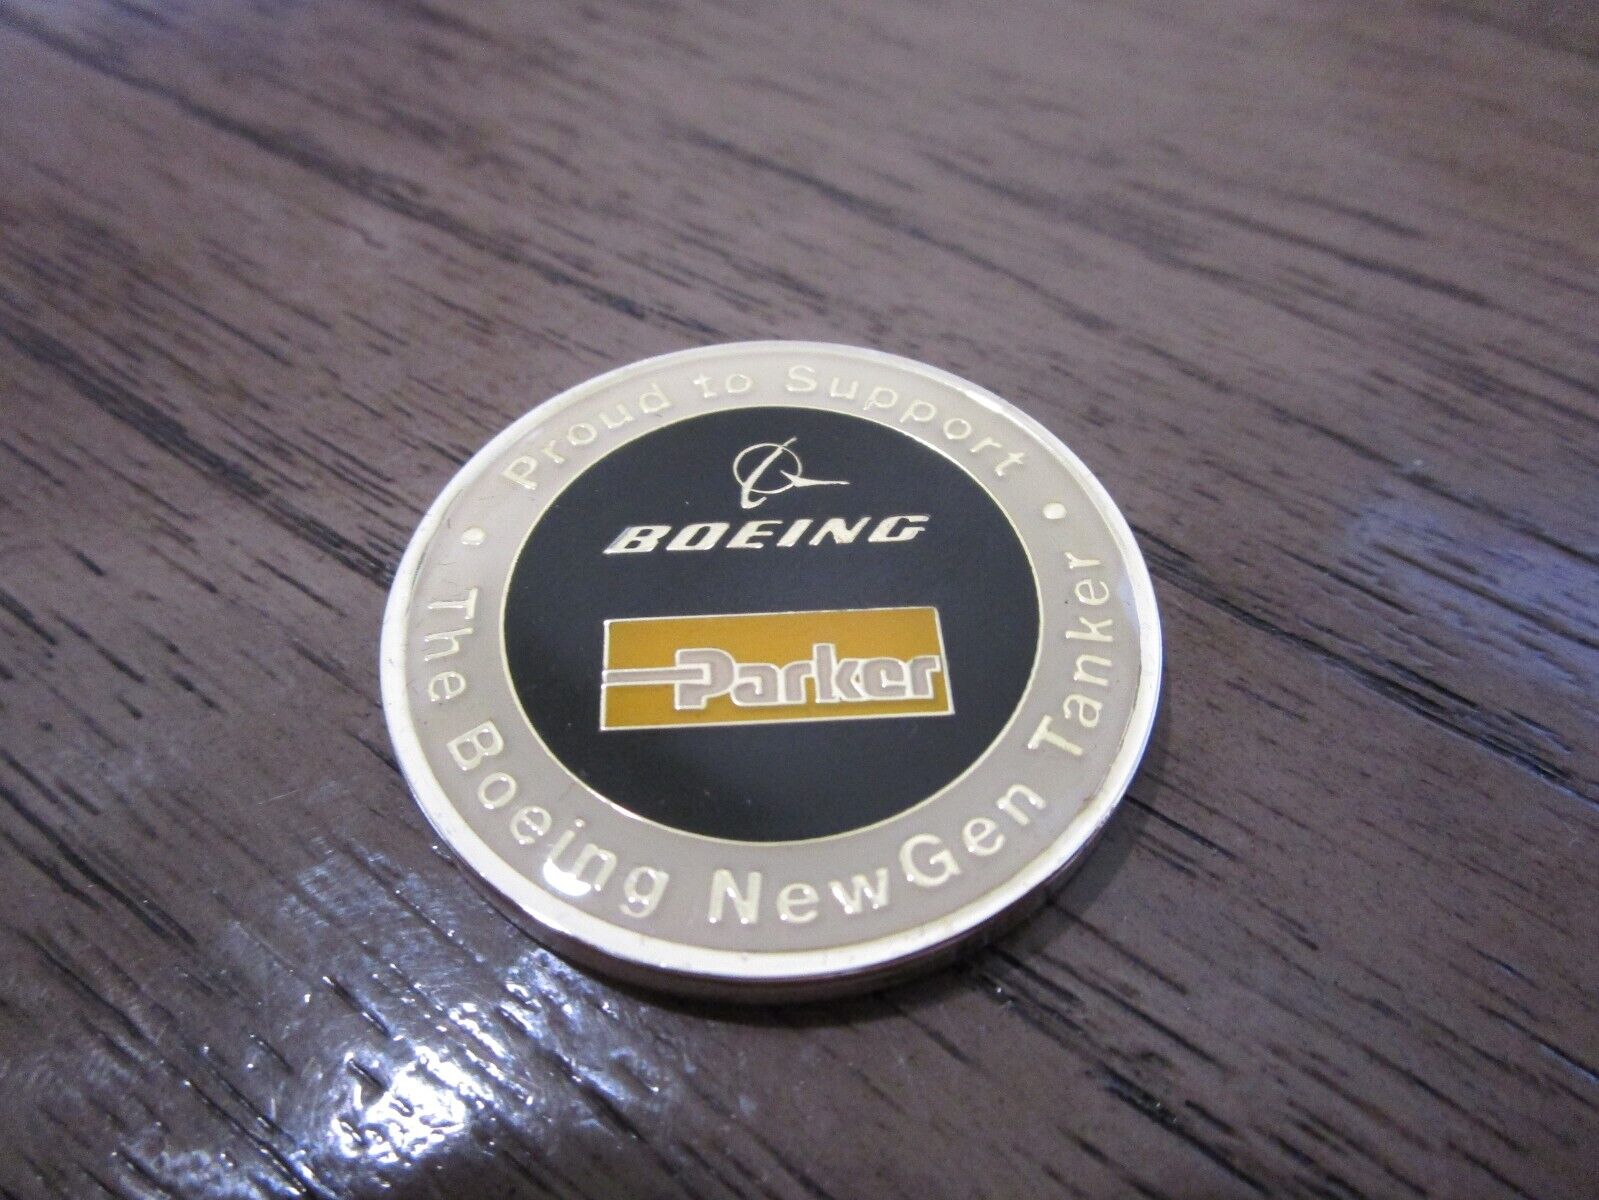 • Proud to Support •
BOEING
Parker
The Boeing NewGen Tanker